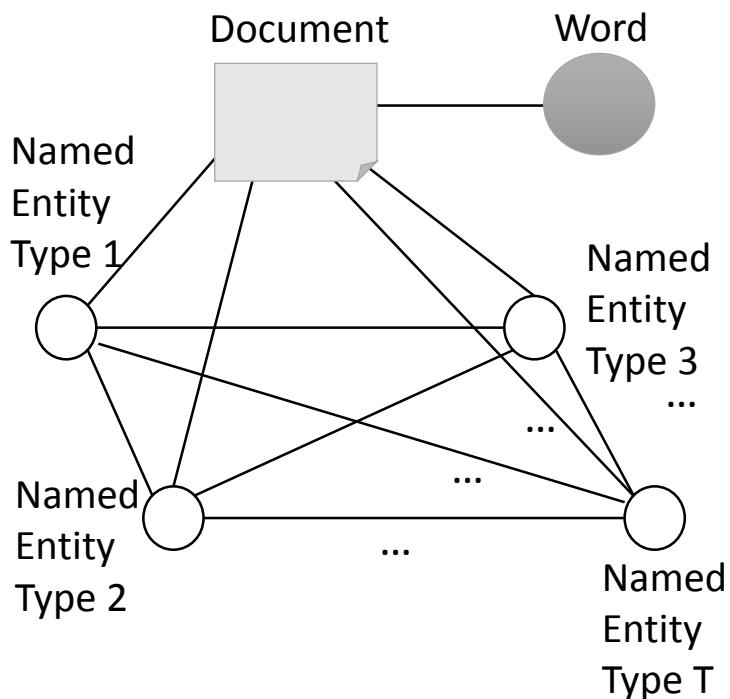 Document
Word
Named
Entity
Type 1
Named
Entity
Type 3
...
...
...
Named
Entity
Type 2
...
Named
Entity
Type T